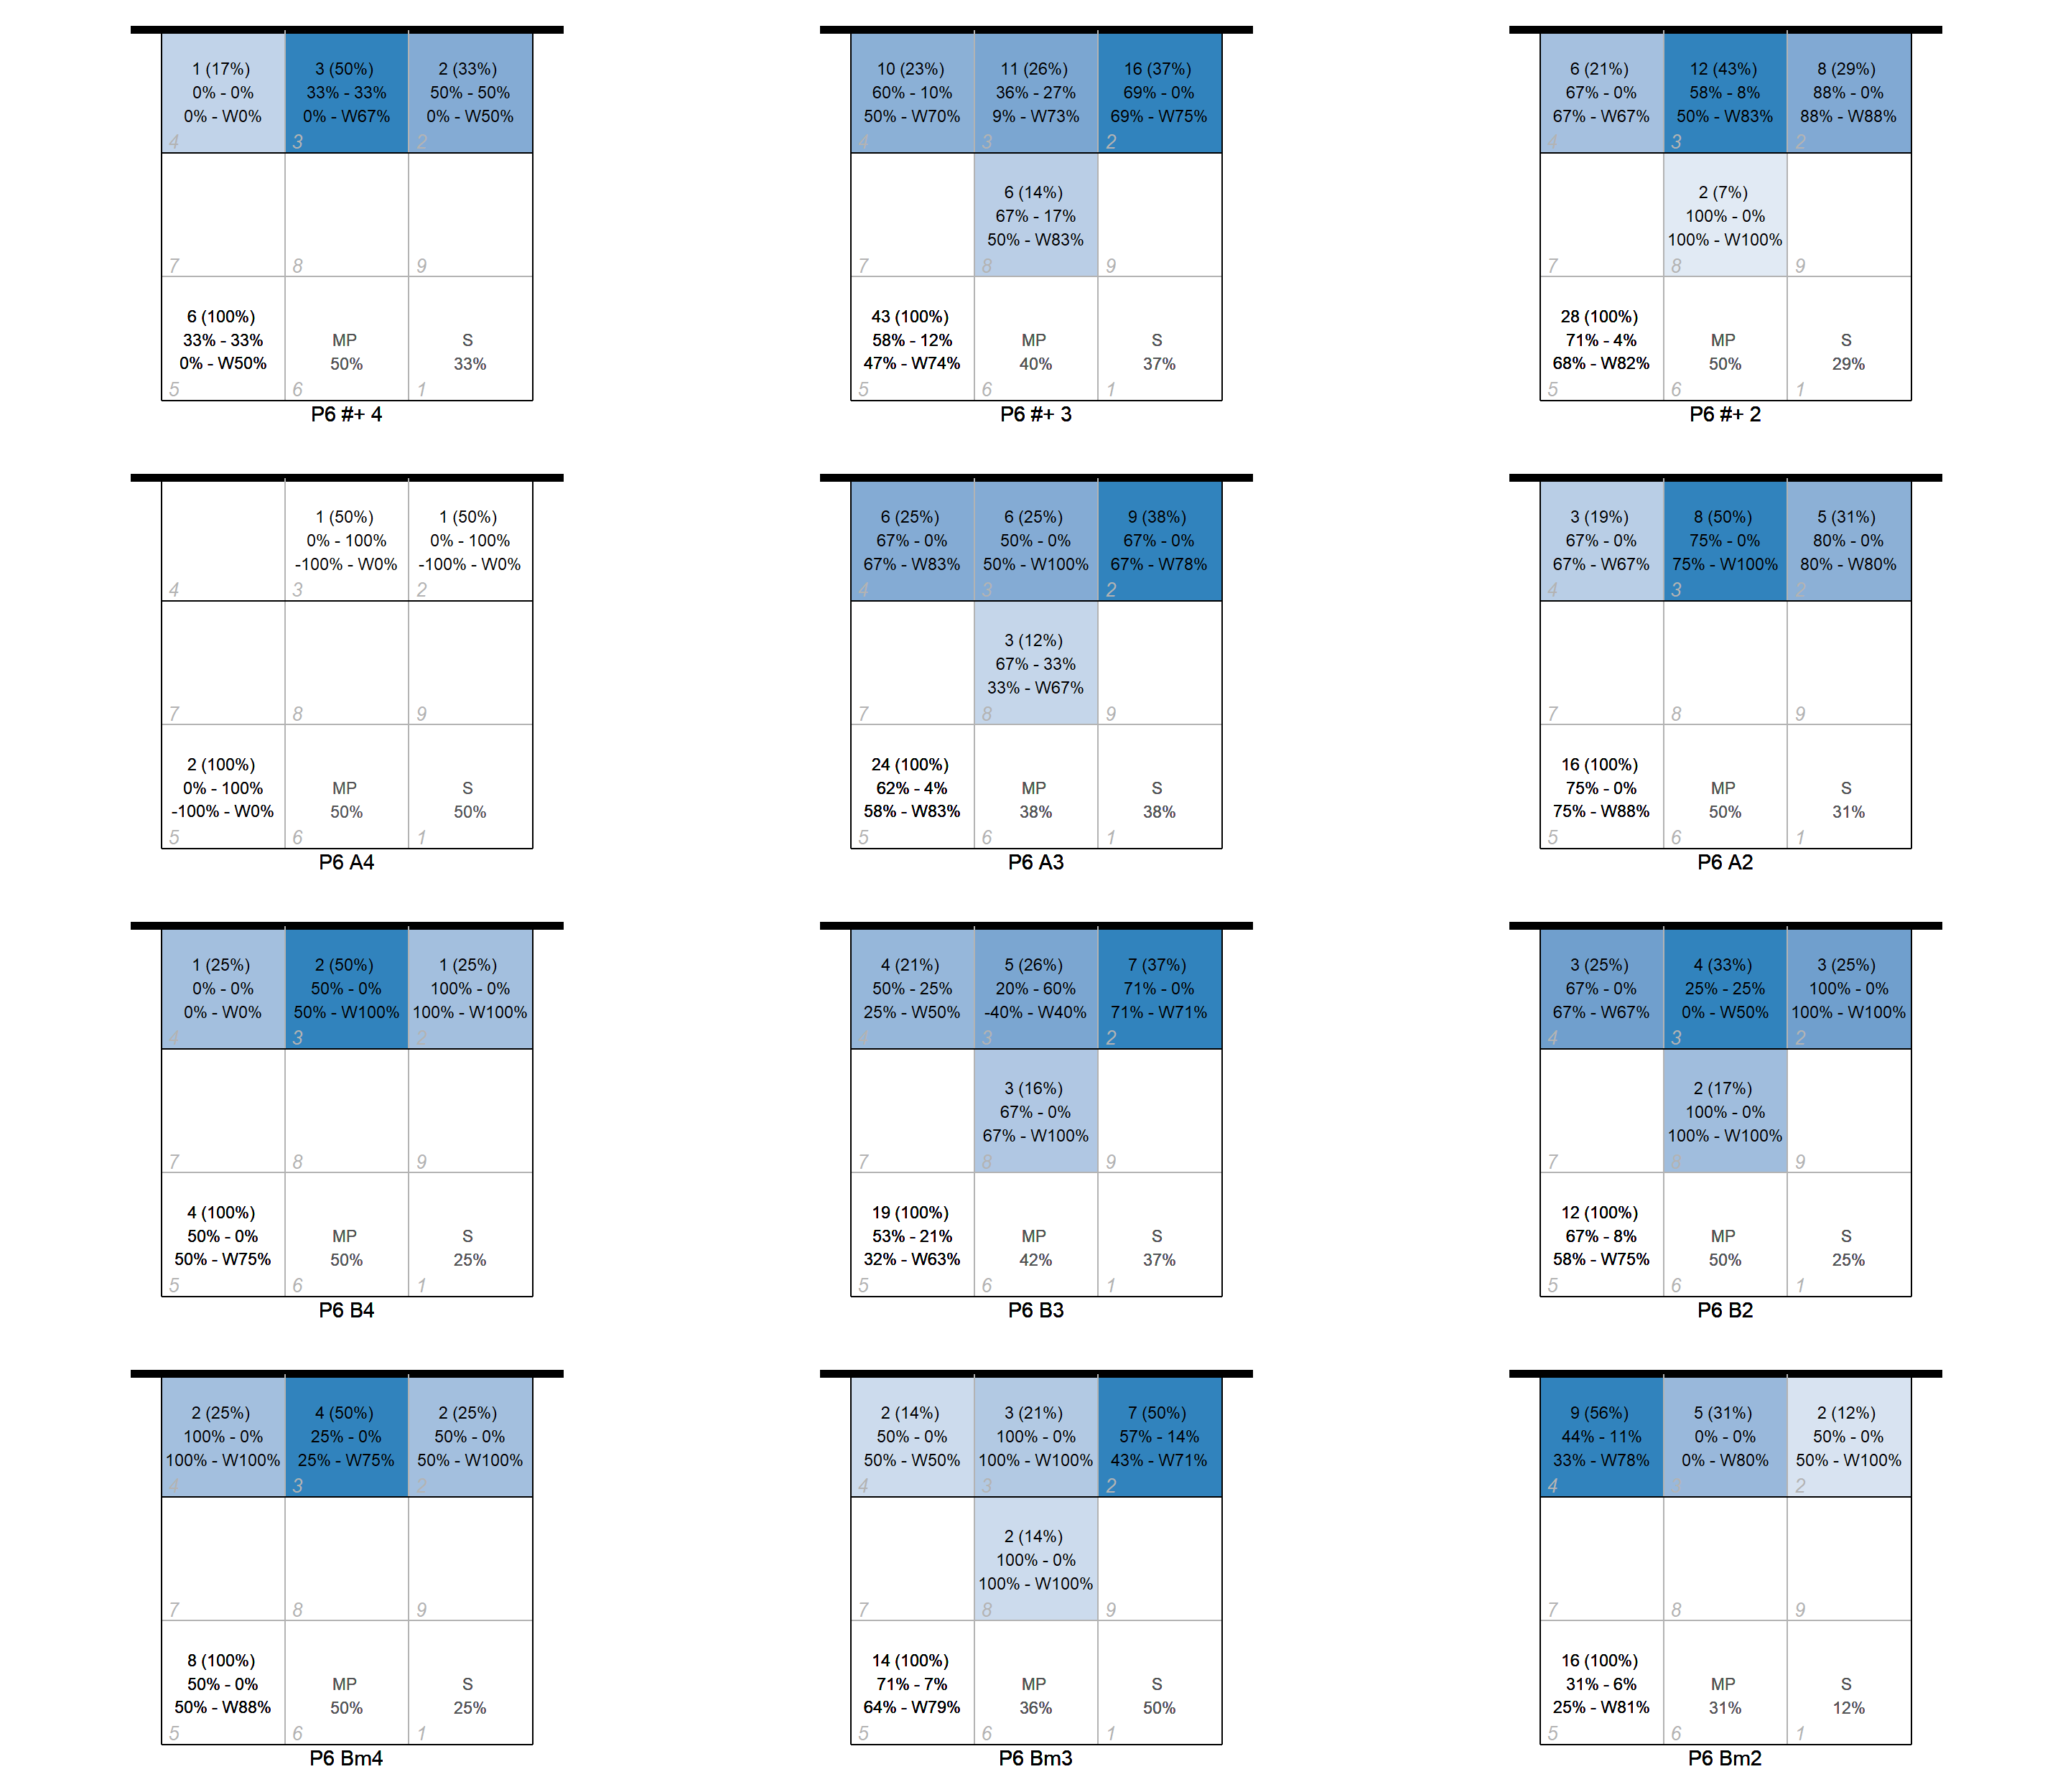 1 (17%)
0% - 0%
0% - W0%
4
3 (50%)
33% - 33%
0% - W67%
3
2 (33%)
50% - 50%
0% - W50%
2
7
8
9
6 (100%)
33% - 33%
0% - W50%
5
MP
50%
6
S
33%
1
P6 #+ 4
10 (23%)
60% - 10%
50% - W70%
4
11 (26%)
36% - 27%
9% - W73%
3
16 (37%)
69% - 0%
69% - W75%
2
7
6 (14%)
67% - 17%
50% - W83%
8
9
43 (100%)
58% - 12%
47% - W74%
5
MP
40%
6
S
37%
1
P6 #+ 3
6 (21%)
67% - 0%
67% - W67%
4
12 (43%)
58% - 8%
50% - W83%
3
8 (29%)
88% - 0%
88% - W88%
2
7
2 (7%)
100% - 0%
100% - W100%
8
9
28 (100%)
71% - 4%
68% - W82%
5
MP
50%
6
S
29%
1
P6 #+ 2
4
1 (50%)
0% - 100%
-100% - W0%
3
1 (50%)
0% - 100%
-100% - W0%
2
7
8
9
2 (100%)
0% - 100%
-100% - W0%
5
MP
50%
6
S
50%
1
P6 A4
6 (25%)
67% - 0%
67% - W83%
4
6 (25%)
50% - 0%
50% - W100%
3
9 (38%)
67% - 0%
67% - W78%
2
7
3 (12%)
67% - 33%
33% - W67%
8
9
24 (100%)
62% - 4%
58% - W83%
5
MP
38%
6
S
38%
1
P6 A3
3 (19%)
67% - 0%
67% - W67%
4
8 (50%)
75% - 0%
75% - W100%
3
5 (31%)
80% - 0%
80% - W80%
2
7
8
9
16 (100%)
75% - 0%
75% - W88%
5
MP
50%
6
S
31%
1
P6 A2
1 (25%)
0% - 0%
0% - W0%
4
2 (50%)
50% - 0%
50% - W100%
3
1 (25%)
100% - 0%
100% - W100%
2
7
8
9
4 (100%)
50% - 0%
50% - W75%
5
MP
50%
6
S
25%
1
P6 B4
4 (21%)
50% - 25%
25% - W50%
4
5 (26%)
20% - 60%
-40% - W40%
3
7 (37%)
71% - 0%
71% - W71%
2
7
3 (16%)
67% - 0%
67% - W100%
8
9
19 (100%)
53% - 21%
32% - W63%
5
MP
42%
6
S
37%
1
P6 B3
3 (25%)
67% - 0%
67% - W67%
4
4 (33%)
25% - 25%
0% - W50%
3
3 (25%)
100% - 0%
100% - W100%
2
7
2 (17%)
100% - 0%
100% - W100%
8
9
12 (100%)
67% - 8%
58% - W75%
5
MP
50%
6
S
25%
1
P6 B2
2 (25%)
100% - 0%
100% - W100%
4
4 (50%)
25% - 0%
25% - W75%
3
2 (25%)
50% - 0%
50% - W100%
2
7
8
9
8 (100%)
50% - 0%
50% - W88%
5
MP
50%
6
S
25%
1
P6 Bm4
2 (14%)
50% - 0%
50% - W50%
4
3 (21%)
100% - 0%
100% - W100%
3
7 (50%)
57% - 14%
43% - W71%
2
7
2 (14%)
100% - 0%
100% - W100%
8
9
14 (100%)
71% - 7%
64% - W79%
5
MP
36%
6
S
50%
1
P6 Bm3
9 (56%)
44% - 11%
33% - W78%
4
5 (31%)
0% - 0%
0% - W80%
2 (12%)
50% - 0%
50% - W100%
2
7
8
9
16 (100%)
31% - 6%
25% - W81%
5
MP
31%
6
S
12%
1
P6 Bm2